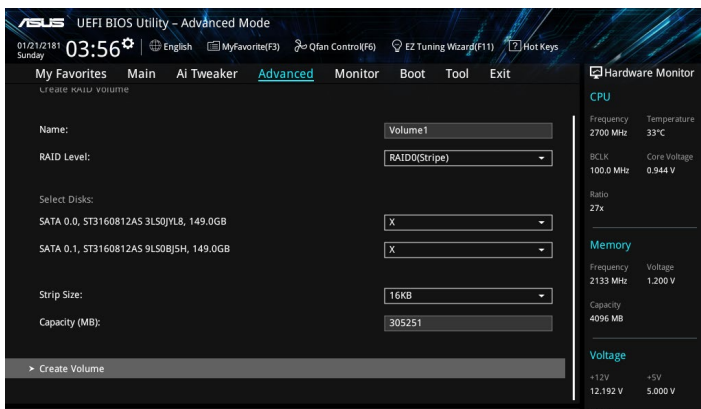 ASUS UEFI BIOS Utility – Advanced Mode
01/21/2181 Sunday 03:56 English MyFavorite(F3) Qfan Control(F6) EZ Tuning Wizard(F11) ? Hot Keys
My Favorites Main Ai Tweaker Advanced Monitor Boot Tool Exit
Create RAID Volume
Name: Volume1
RAID Level: RAID0(Stripe)
Select Disks:
SATA 0.0, ST3160812AS 3LS0JYL8, 149.0GB X
SATA 0.1, ST3160812AS 9LS0BJ5H, 149.0GB X
Strip Size: 16KB
Capacity (MB): 305251
> Create Volume
Hardware Monitor
CPU
Frequency Temperature
2700 MHz 33°C
BCLK Core Voltage
100.0 MHz 0.944 V
Ratio
27x
Memory
Frequency Voltage
2133 MHz 1.200 V
Capacity
4096 MB
Voltage
+12V +5V
12.192 V 5.000 V